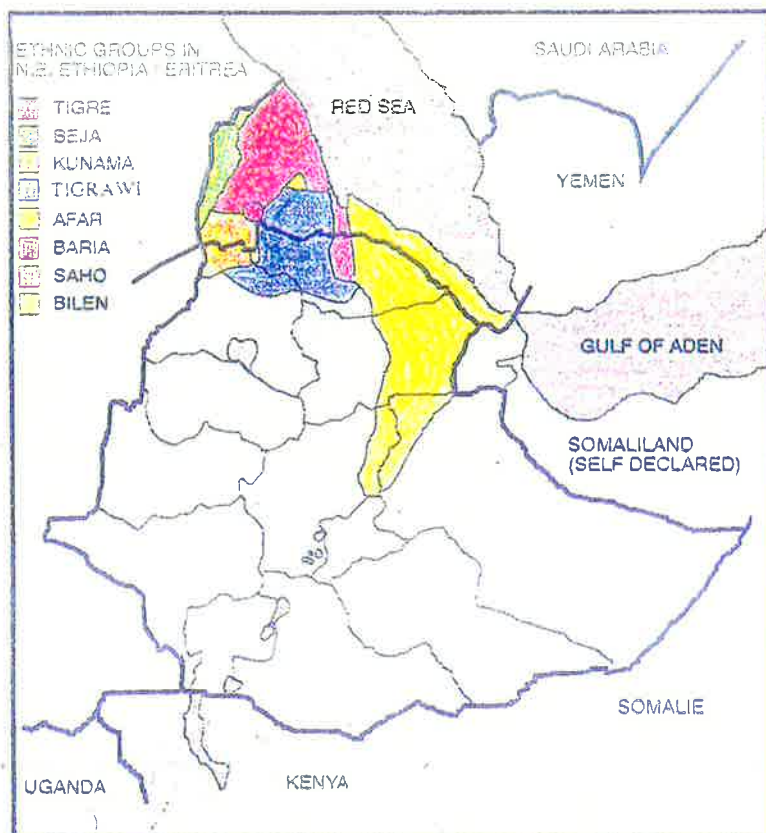 ETHNIC GROUPS IN
N.E. ETHIOPIA ERITREA
TIGRE
BEJA
KUNAMA
TIGRAWI
AFAR
BARIA
SAHO
BILEN
SAUDI ARABIA
RED SEA
YEMEN
GULF OF ADEN
SOMALILAND
(SELF DECLARED)
SOMALIE
UGANDA
KENYA